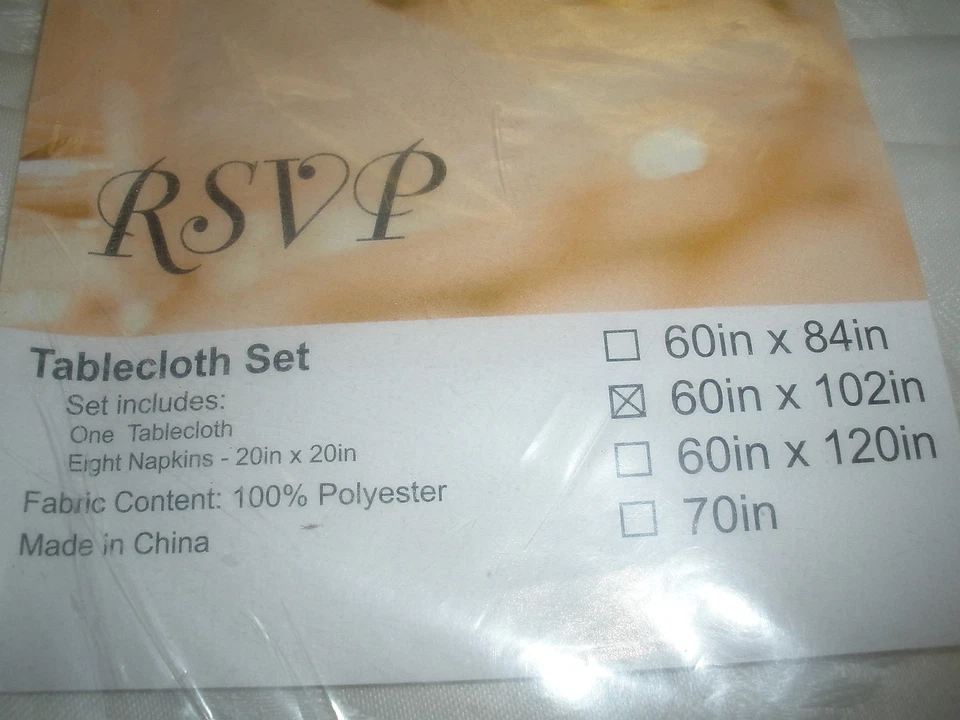 RSVP
Tablecloth Set
Set includes:
One Tablecloth
Eight Napkins - 20in x 20in
Fabric Content: 100% Polyester
Made in China
☐ 60in x 84in
☒ 60in x 102in
☐ 60in x 120in
☐ 70in